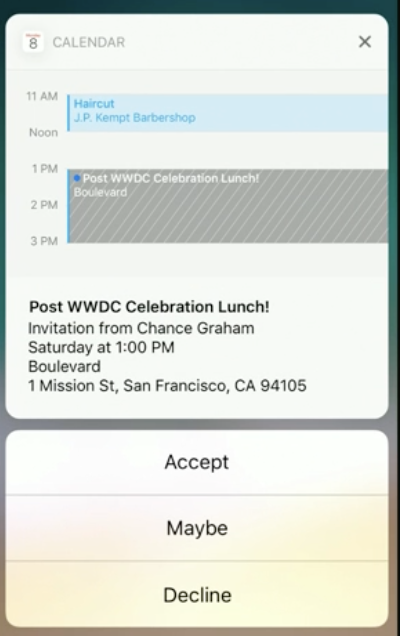 8 CALENDAR
11 AM
Haircut
J.P. Kempt Barbershop
Noon
1 PM
Post WWDC Celebration Lunch!
Boulevard
2 PM
3 PM
Post WWDC Celebration Lunch!
Invitation from Chance Graham
Saturday at 1:00 PM
Boulevard
1 Mission St, San Francisco, CA 94105
Accept
Maybe
Decline